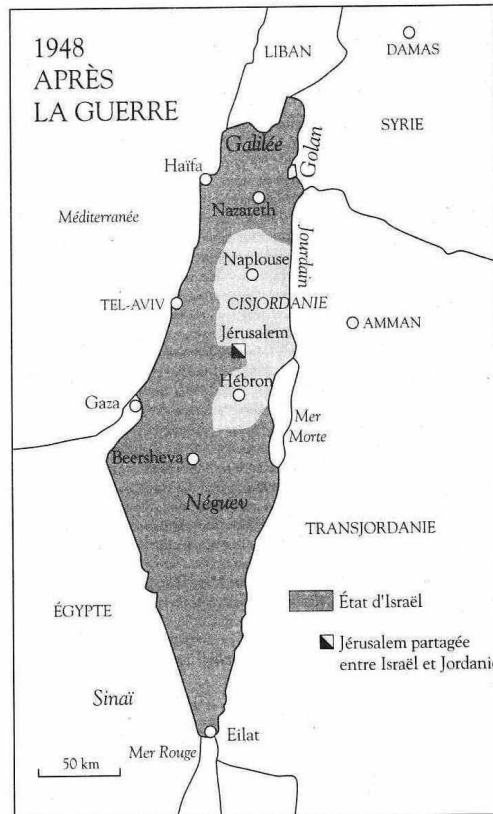 1948
APRÈS
LA GUERRE
LIBAN
DAMAS
SYRIE
Galilée
Golan
Haïfa
Nazareth
Méditerranée
Jourdain
Naplouse
TEL-AVIV
CISJORDANIE
AMMAN
Jérusalem
Hébron
Gaza
Mer
Morte
Beersheva
Néguev
TRANSJORDANIE
État d'Israël
ÉGYPTE
Jérusalem partagée
entre Israël et Jordanie
Sinaï
Eilat
Mer Rouge
50 km